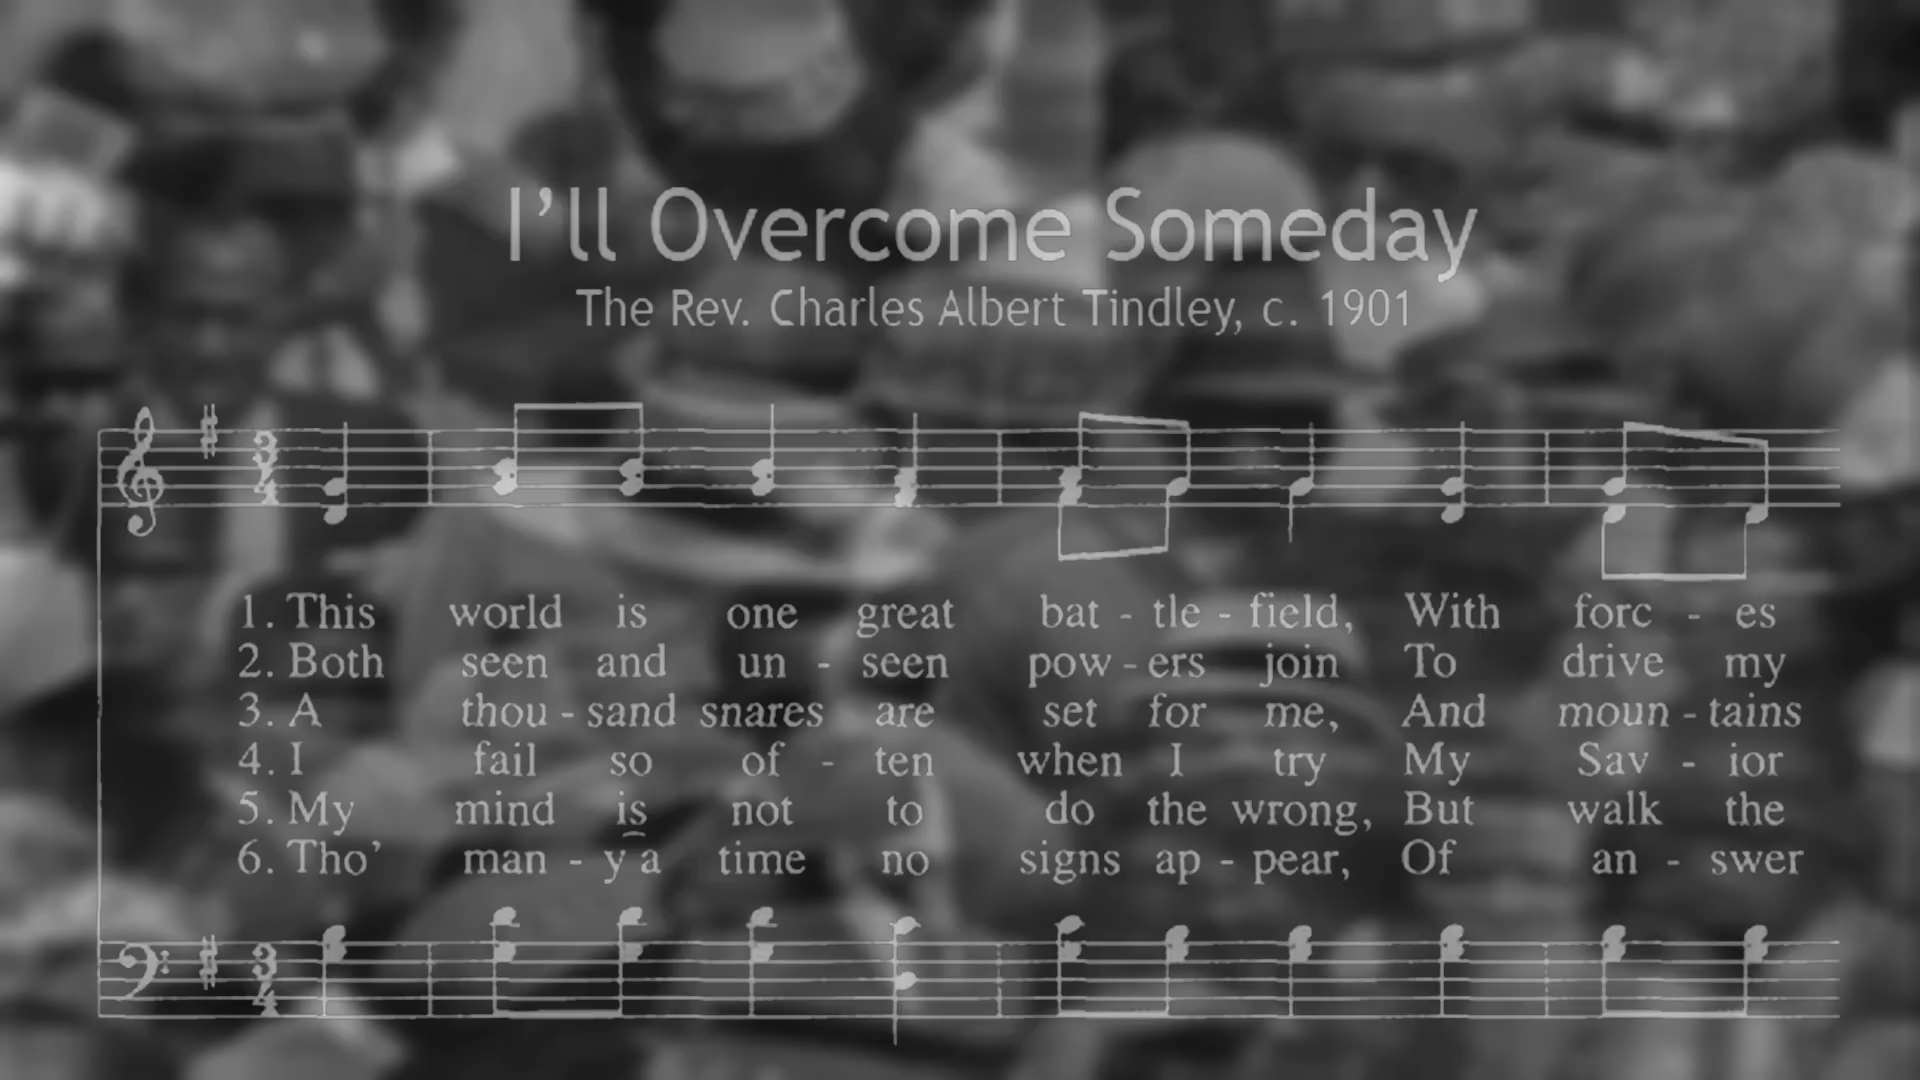 I'll Overcome Someday
The Rev. Charles Albert Tindley, c. 1901
3
4
1. This world is one great bat - tle - field, With forc - es
2. Both seen and un - seen pow - ers join To drive my
3. A thou - sand snares are set for me, And moun - tains
4. I fail so of - ten when I try My Sav - ior
5. My mind is not to do the wrong, But walk the
6. Tho' man - y a time no signs ap - pear, Of an - swer
3
4